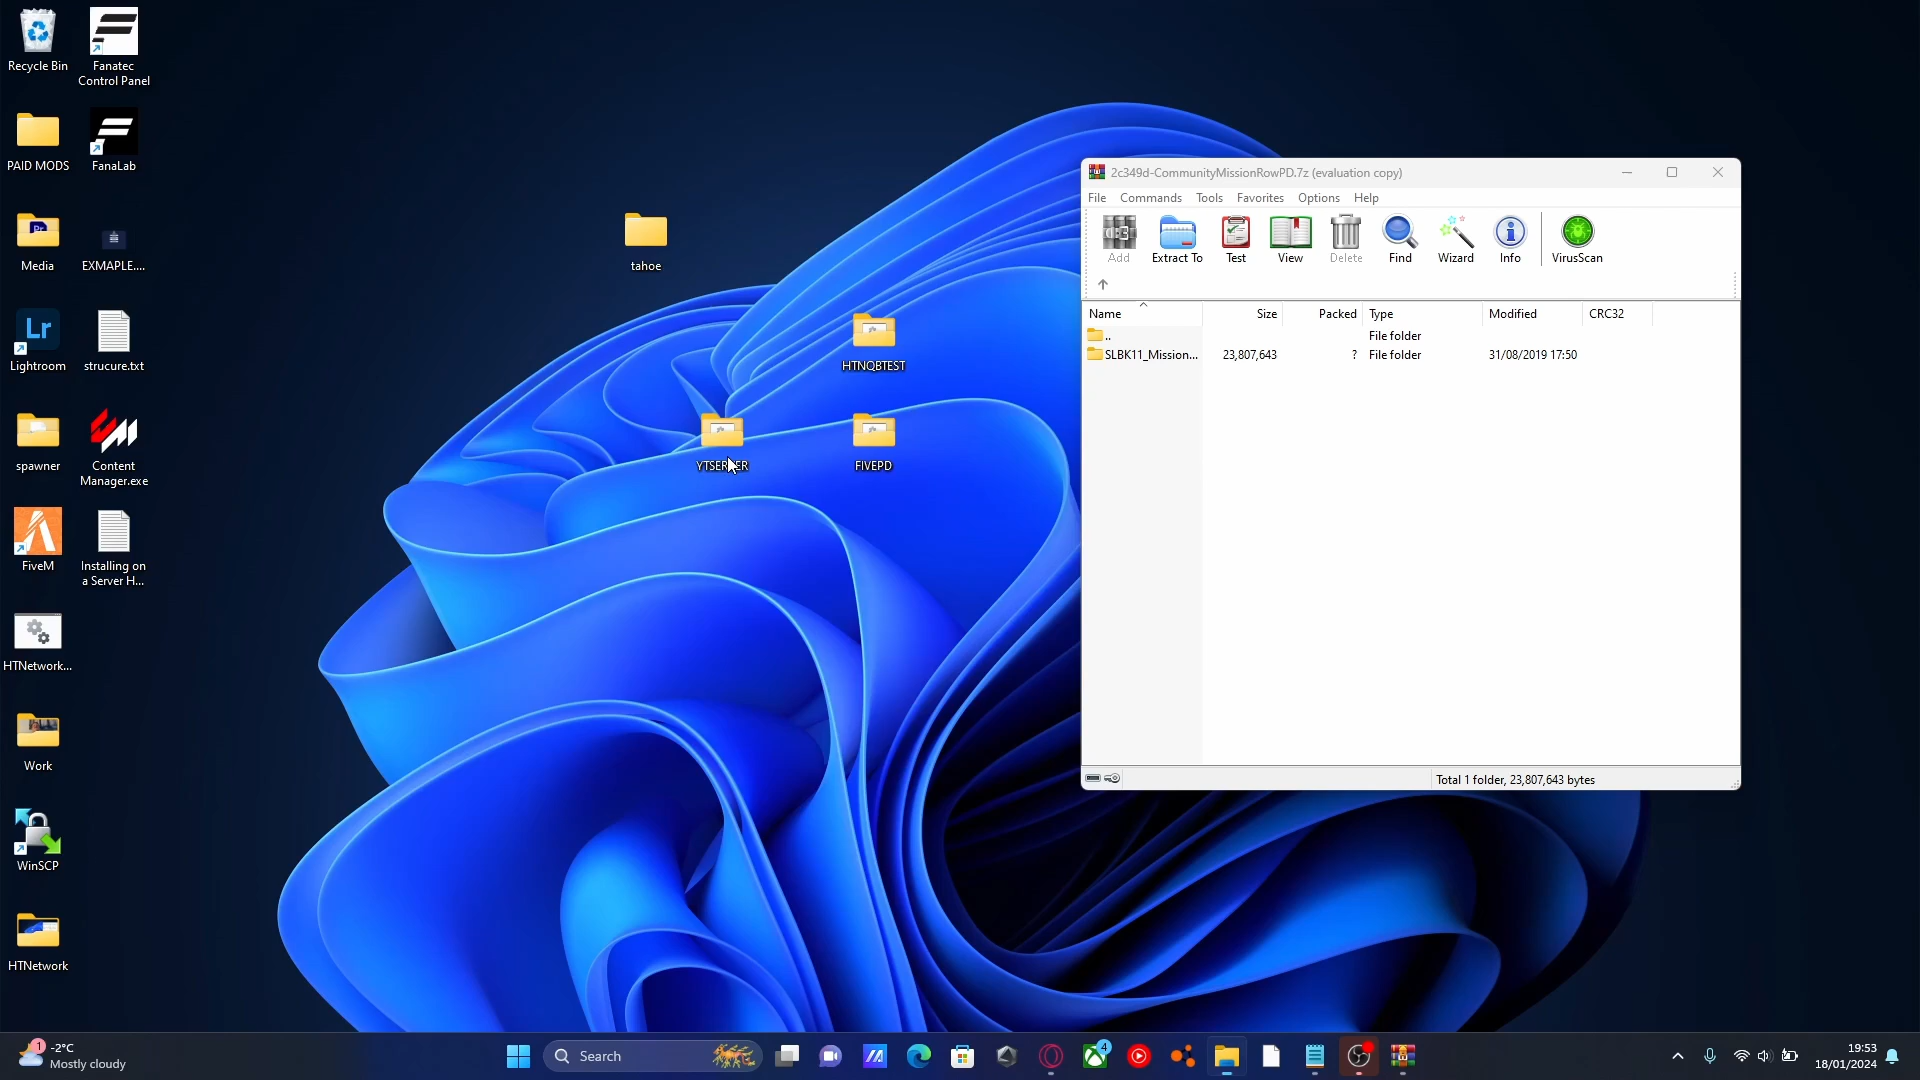 Recycle Bin
Fanatec
Control Panel
PAID MODS
FanaLab
Media
EXMAPLE....
Lr
Lightroom
strucure.txt
spawner
Content
Manager.exe
FiveM
Installing on
a Server H...
HTNetwork...
Work
WinSCP
HTNetwork
tahoe
HTNQBTEST
FIVEPD
2c349d-CommunityMissionRowPD.7z (evaluation copy)
File Commands Tools Favorites Options Help
Add Extract To Test View Delete Find Wizard Info VirusScan
Name Size Packed Type Modified CRC32
.. File folder
SLBK11_Mission... 23,807,643 ? File folder 31/08/2019 17:50
Total 1 folder, 23,807,643 bytes
1
-2°C
Mostly cloudy
Search
4
19:53
18/01/2024